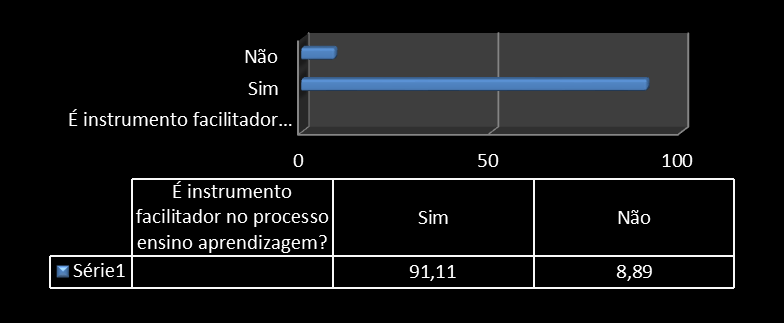 Não
Sim
É instrumento facilitador...
0 50 100
É instrumento
facilitador no processo
ensino aprendizagem?
Sim
Não
Série1
91,11
8,89